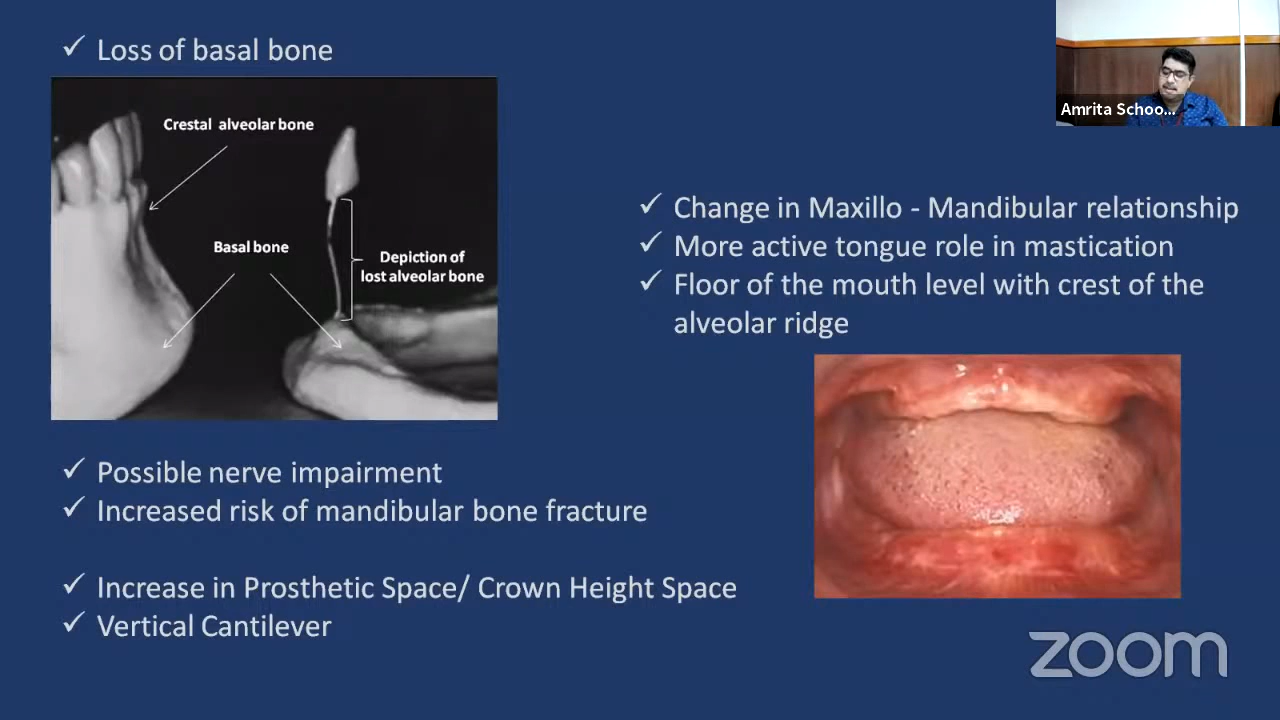 ✓ Loss of basal bone
Crestal alveolar bone
Basal bone
Depiction of
lost alveolar bone
✓ Possible nerve impairment
✓ Increased risk of mandibular bone fracture
✓ Increase in Prosthetic Space/ Crown Height Space
✓ Vertical Cantilever
Amrita Schoo...
✓ Change in Maxillo - Mandibular relationship
✓ More active tongue role in mastication
✓ Floor of the mouth level with crest of the
alveolar ridge
zoom